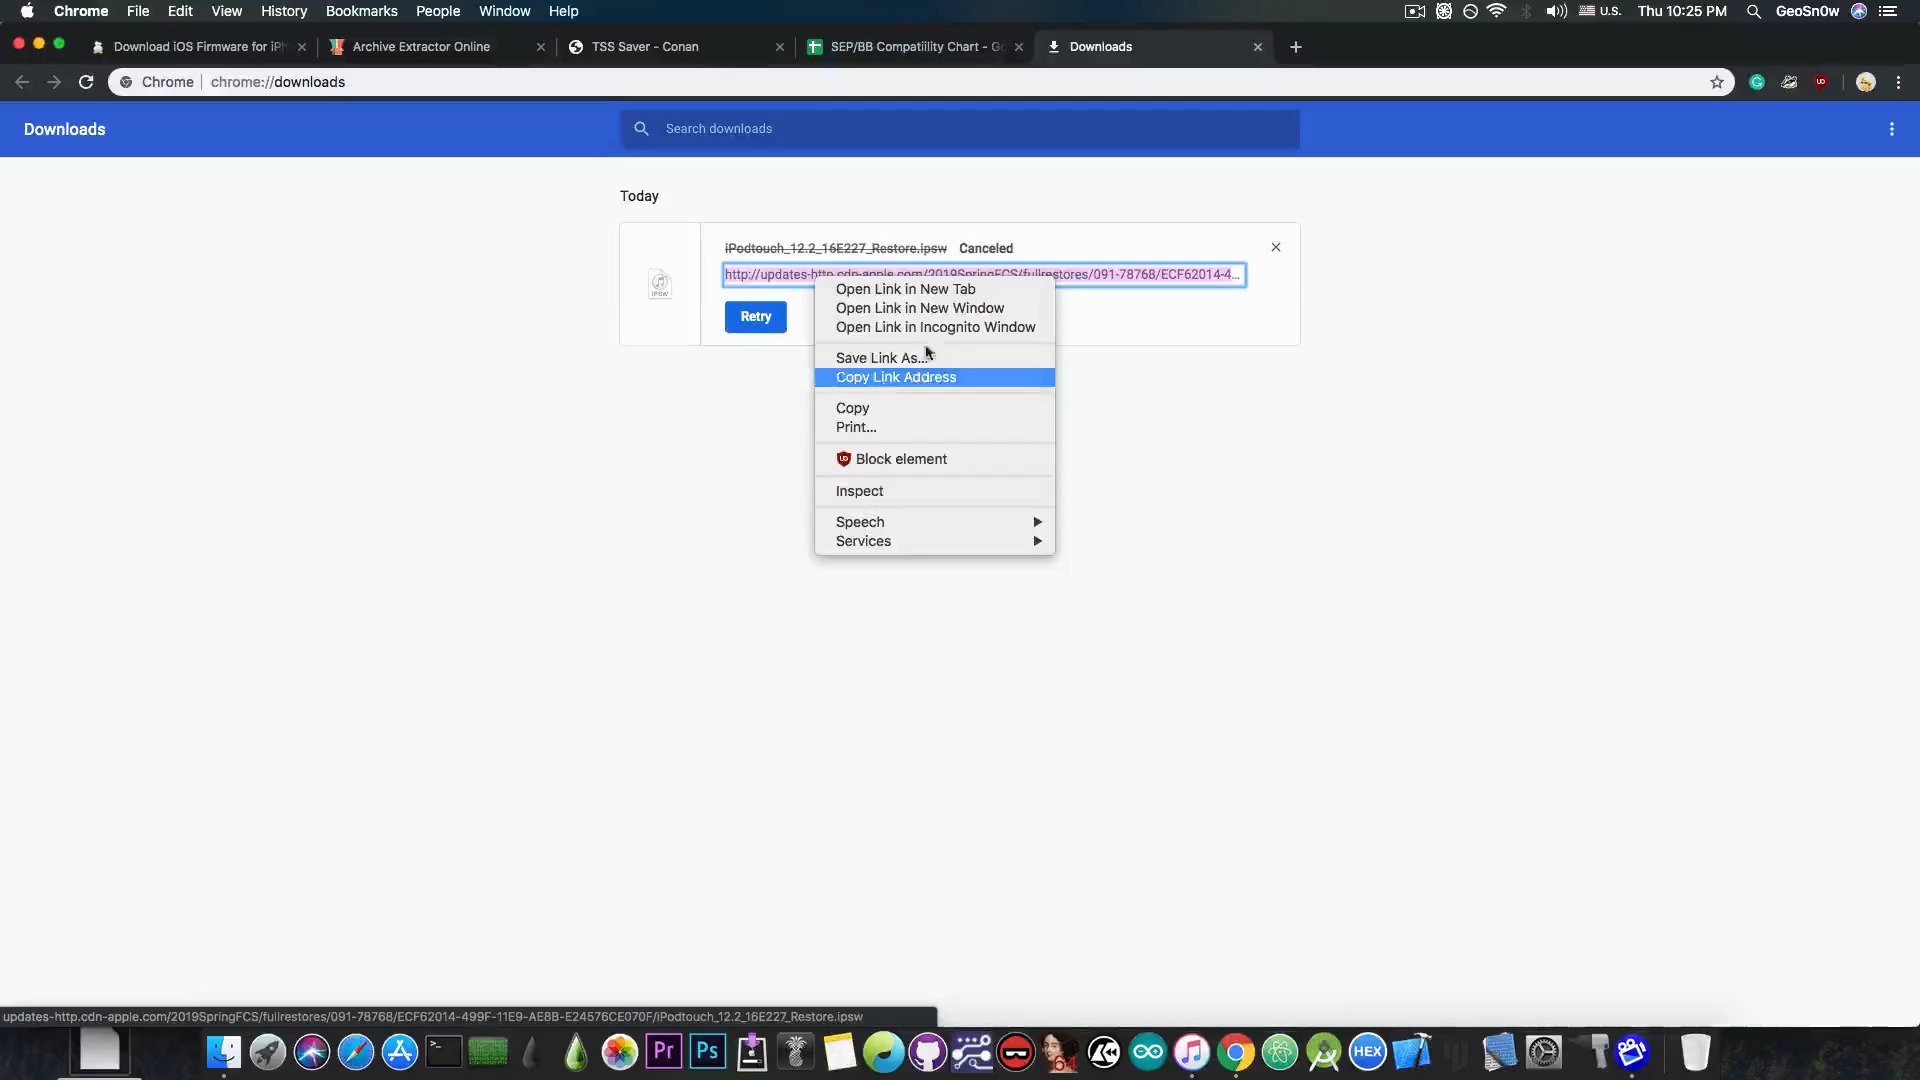 Chrome File Edit View History Bookmarks People Window Help U.S. Thu 10:25 PM GeoSn0w
Download iOS Firmware for iPh Archive Extractor Online TSS Saver - Conan SEP/BB Compatiility Chart - Go Downloads
Chrome chrome://downloads
Downloads Search downloads
Today
iPodtouch_12.2_16E227_Restore.ipsw Canceled
http://updates-http.cdn-apple.com/2019SpringFCS/fullrestores/091-78768/ECF62014-4...
IPSW
Open Link in New Tab
Retry
Open Link in New Window
Open Link in Incognito Window
Save Link As...
Copy Link Address
Copy
Print...
Block element
Inspect
Speech
Services
updates-http.cdn-apple.com/2019SpringFCS/fullrestores/091-78768/ECF62014-499F-11E9-AE8B-E24576CE070F/iPodtouch_12.2_16E227_Restore.ipsw
Pr Ps 64 HEX